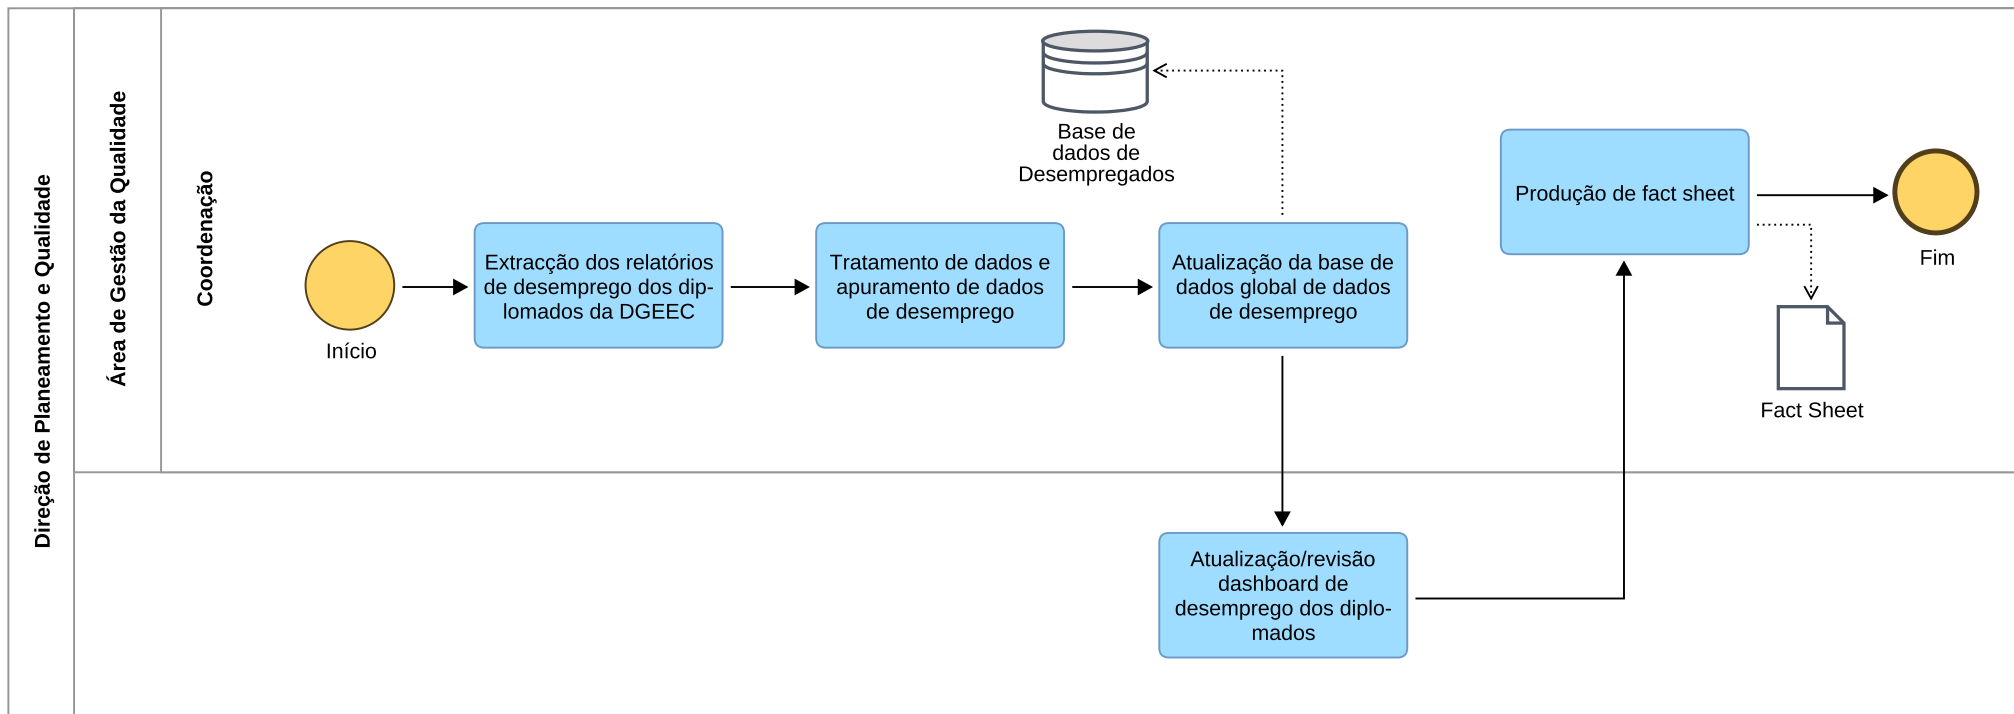 Direção de Planeamento e Qualidade
Área de Gestão da Qualidade
Coordenação
Início
Extracção dos relatórios
de desemprego dos dip-
lomados da DGEEC
Tratamento de dados e
apuramento de dados
de desemprego
Base de
dados de
Desempregados
Atualização da base de
dados global de dados
de desemprego
Atualização/revisão
dashboard de
desemprego dos diplo-
mados
Produção de fact sheet
Fact Sheet
Fim